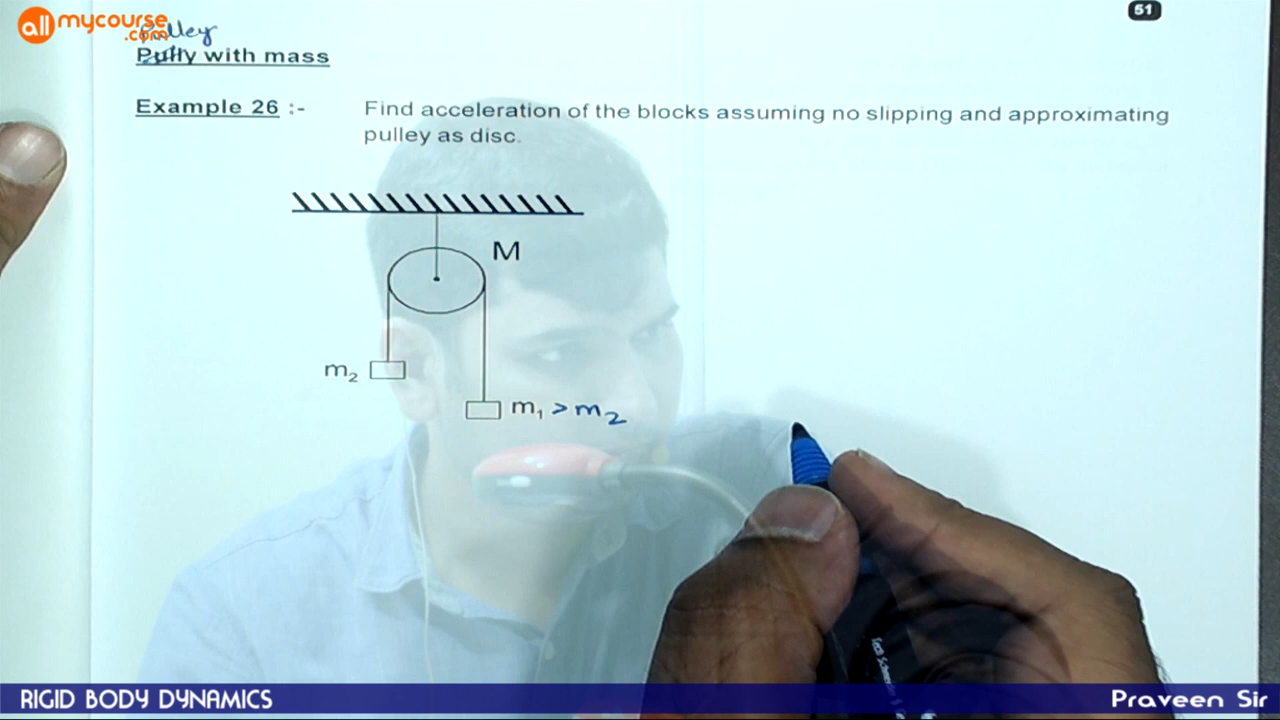 51
allmycourse.com
Pulley
Pully with mass
Example 26 :- Find acceleration of the blocks assuming no slipping and approximating
pulley as disc.
M
m₂
m₁ > m₂
RIGID BODY DYNAMICS
Praveen Sir